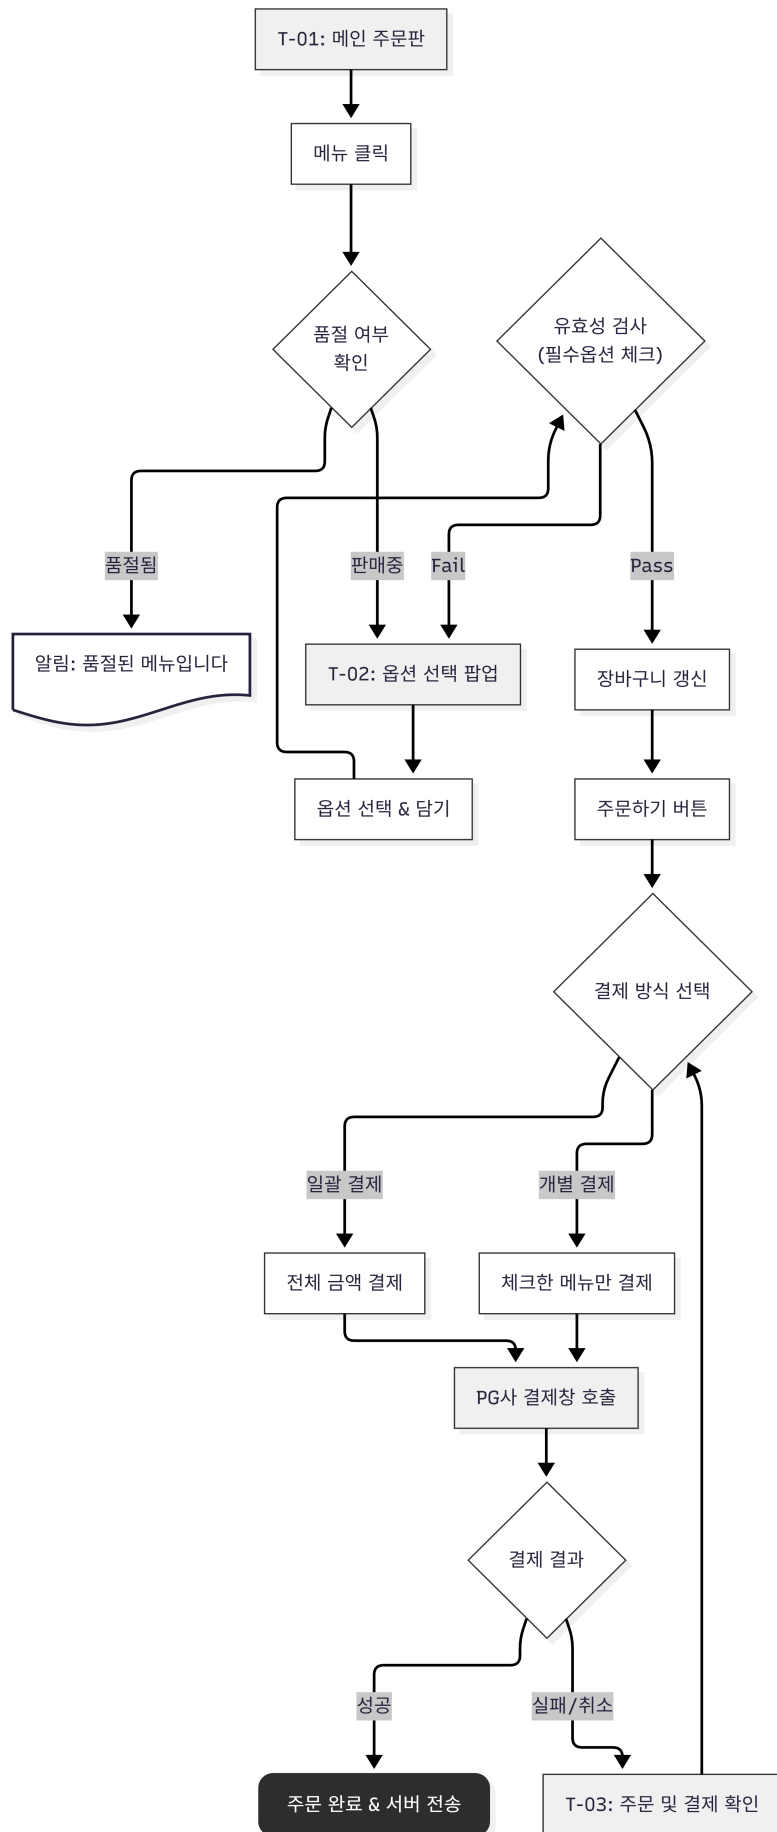 T-01: 메인 주문판
메뉴 클릭
품절 여부
확인
유효성 검사
(필수옵션 체크)
품절됨
판매중
Fail
Pass
알림: 품절된 메뉴입니다
T-02: 옵션 선택 팝업
장바구니 갱신
옵션 선택 & 담기
주문하기 버튼
결제 방식 선택
일괄 결제
개별 결제
전체 금액 결제
체크한 메뉴만 결제
PG사 결제창 호출
결제 결과
성공
실패/취소
주문 완료 & 서버 전송
T-03: 주문 및 결제 확인